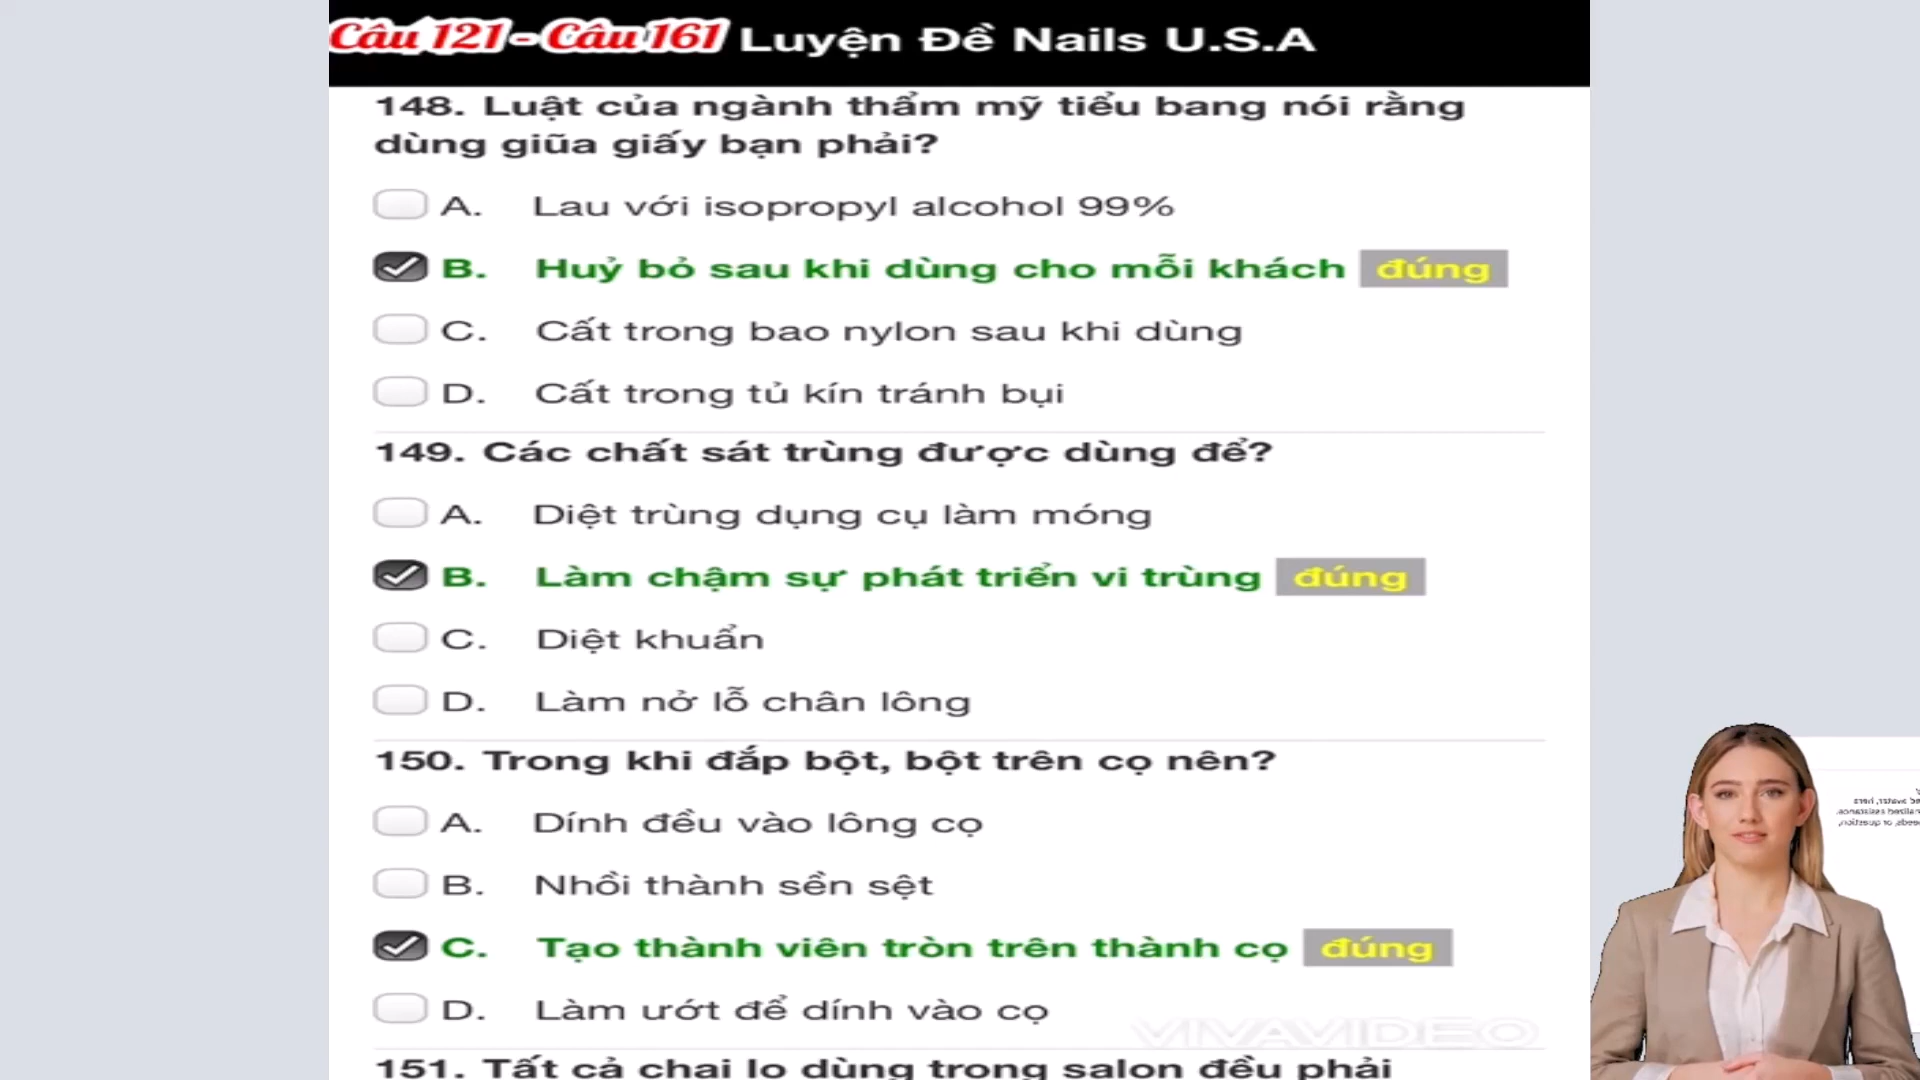 Câu 121 - Câu 161 Luyện Đề Nails U.S.A
148. Luật của ngành thẩm mỹ tiểu bang nói rằng
dùng giũa giấy bạn phải?
A. Lau với isopropyl alcohol 99%
B. Huỷ bỏ sau khi dùng cho mỗi khách đúng
C. Cất trong bao nylon sau khi dùng
D. Cất trong tủ kín tránh bụi
149. Các chất sát trùng được dùng để?
A. Diệt trùng dụng cụ làm móng
B. Làm chậm sự phát triển vi trùng đúng
C. Diệt khuẩn
D. Làm nở lỗ chân lông
150. Trong khi đắp bột, bột trên cọ nên?
A. Dính đều vào lông cọ
B. Nhồi thành sền sệt
C. Tạo thành viên tròn trên thành cọ đúng
D. Làm ướt để dính vào cọ
VIVAVIDEO
151. Tất cả chai lo dùng trong salon đều phải